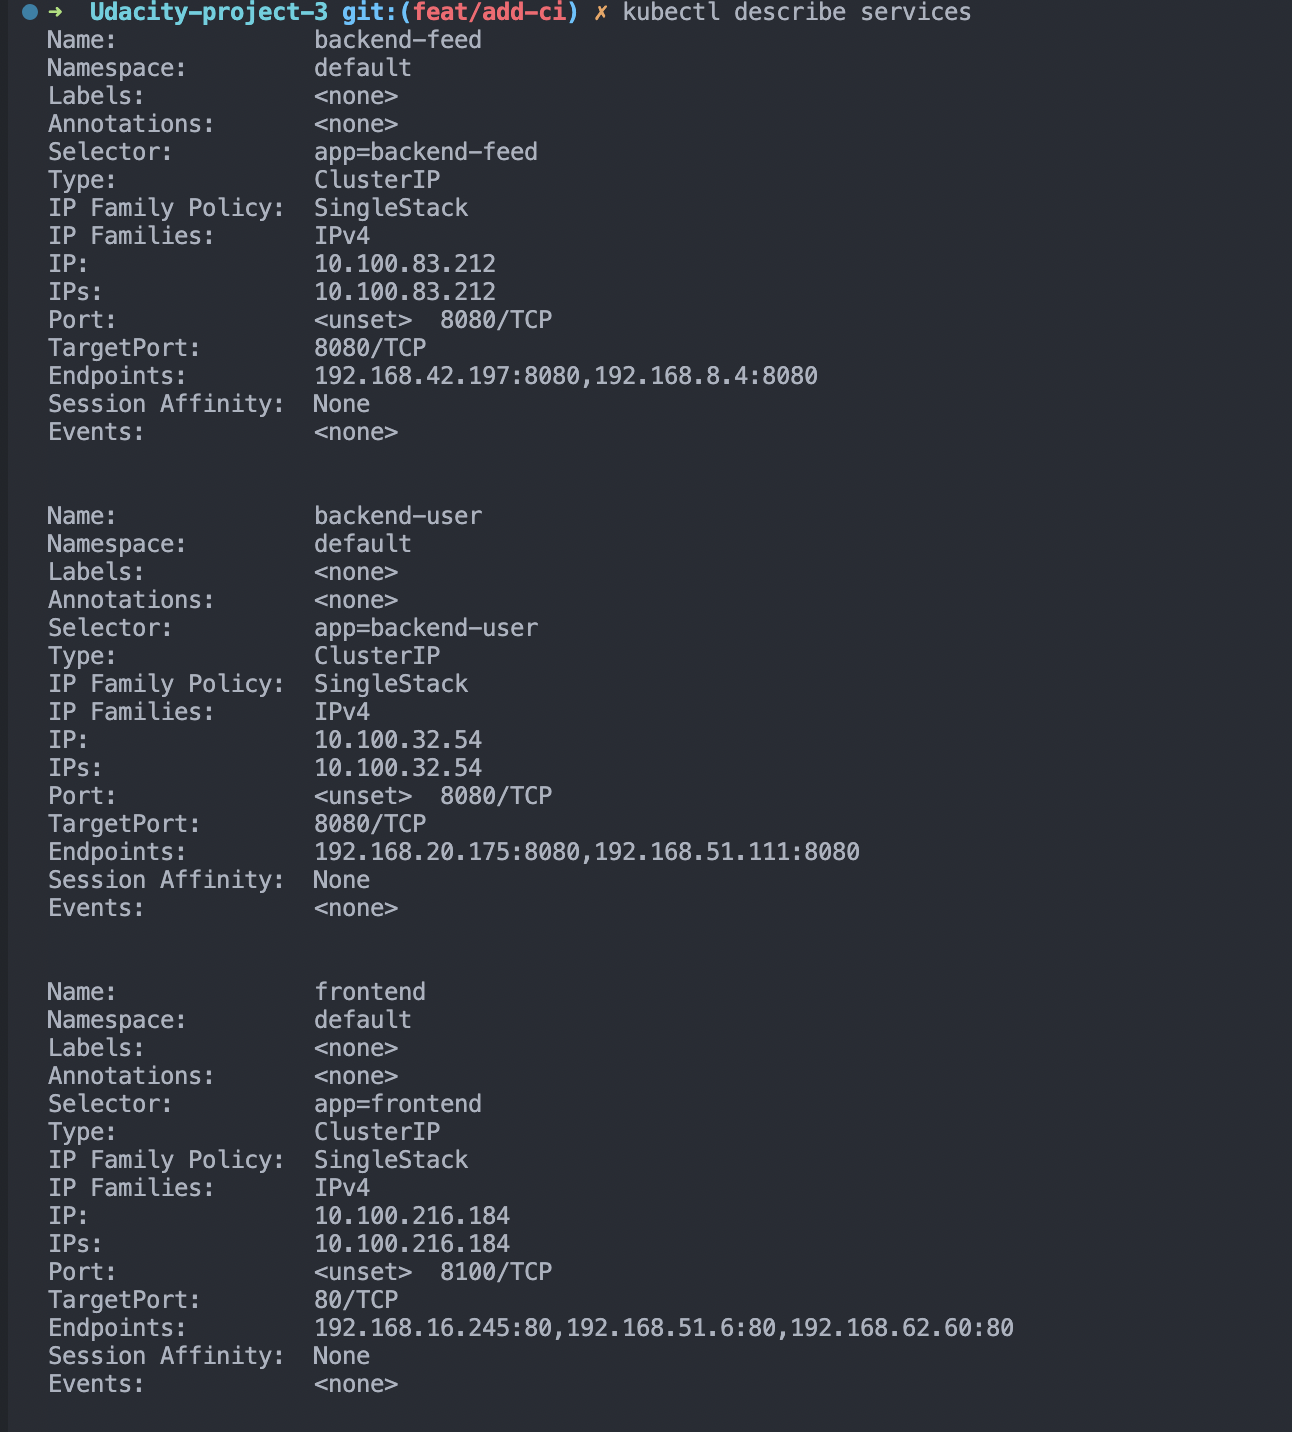 ➜  Udacity-project-3 git:(feat/add-ci) ✗ kubectl describe services
Name:              backend-feed
Namespace:         default
Labels:            <none>
Annotations:       <none>
Selector:          app=backend-feed
Type:              ClusterIP
IP Family Policy:  SingleStack
IP Families:       IPv4
IP:                10.100.83.212
IPs:               10.100.83.212
Port:              <unset>  8080/TCP
TargetPort:        8080/TCP
Endpoints:         192.168.42.197:8080,192.168.8.4:8080
Session Affinity:  None
Events:            <none>
Name:              backend-user
Namespace:         default
Labels:            <none>
Annotations:       <none>
Selector:          app=backend-user
Type:              ClusterIP
IP Family Policy:  SingleStack
IP Families:       IPv4
IP:                10.100.32.54
IPs:               10.100.32.54
Port:              <unset>  8080/TCP
TargetPort:        8080/TCP
Endpoints:         192.168.20.175:8080,192.168.51.111:8080
Session Affinity:  None
Events:            <none>
Name:              frontend
Namespace:         default
Labels:            <none>
Annotations:       <none>
Selector:          app=frontend
Type:              ClusterIP
IP Family Policy:  SingleStack
IP Families:       IPv4
IP:                10.100.216.184
IPs:               10.100.216.184
Port:              <unset>  8100/TCP
TargetPort:        80/TCP
Endpoints:         192.168.16.245:80,192.168.51.6:80,192.168.62.60:80
Session Affinity:  None
Events:            <none>